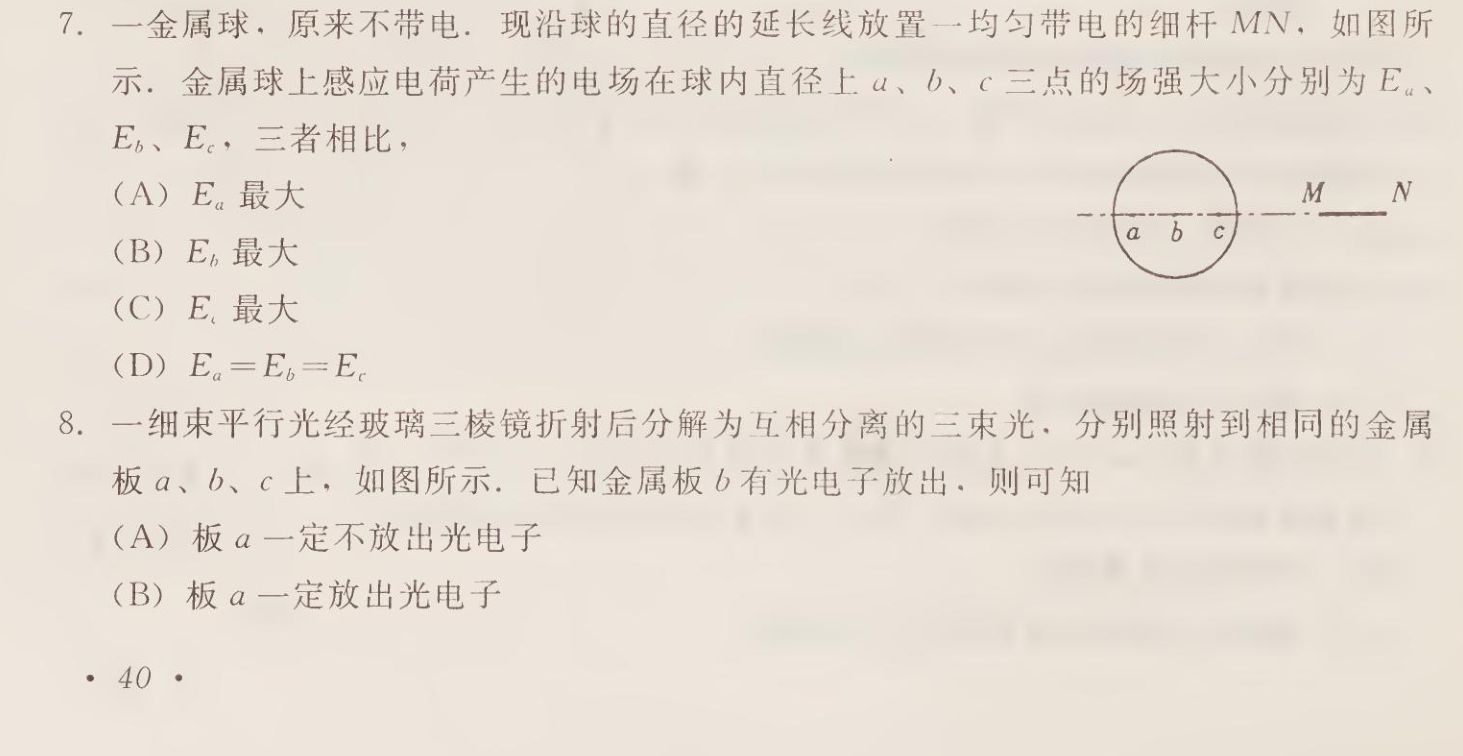 7. 一金属球，原来不带电．现沿球的直径的延长线放置一均匀带电的细杆 MN，如图所
示．金属球上感应电荷产生的电场在球内直径上 a、b、c 三点的场强大小分别为 Ea、
Eb、Ec，三者相比，
(A) Ea 最大
(B) Eb 最大
(C) Ec 最大
(D) Ea＝Eb＝Ec
M N
a b c
8. 一细束平行光经玻璃三棱镜折射后分解为互相分离的三束光，分别照射到相同的金属
板 a、b、c 上，如图所示．已知金属板 b 有光电子放出，则可知
(A) 板 a 一定不放出光电子
(B) 板 a 一定放出光电子
· 40 ·